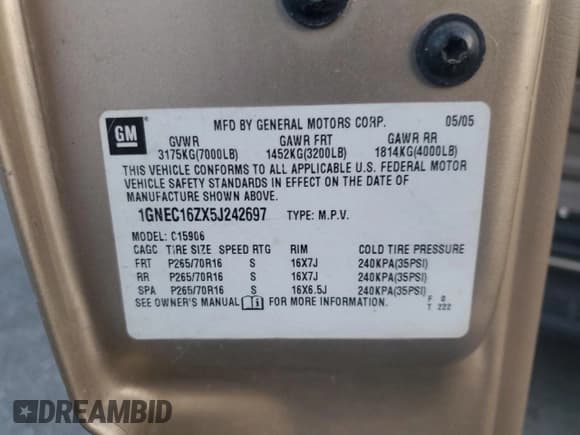 GM
MFD BY GENERAL MOTORS CORP. 05/05
GVWR GAWR FRT GAWR RR
3175KG(7000LB) 1452KG(3200LB) 1814KG(4000LB)
THIS VEHICLE CONFORMS TO ALL APPLICABLE U.S. FEDERAL MOTOR
VEHICLE SAFETY STANDARDS IN EFFECT ON THE DATE OF
MANUFACTURE SHOWN ABOVE.
1GNEC16ZX5J242697 TYPE: M.P.V.
MODEL: C15906
CAGC TIRE SIZE SPEED RTG RIM COLD TIRE PRESSURE
FRT P265/70R16 S 16X7J 240KPA(35PSI)
RR P265/70R16 S 16X7J 240KPA(35PSI)
SPA P265/70R16 S 16X6.5J 240KPA(35PSI)
SEE OWNER'S MANUAL FOR MORE INFORMATION.
F 0
T 222
DREAMBID